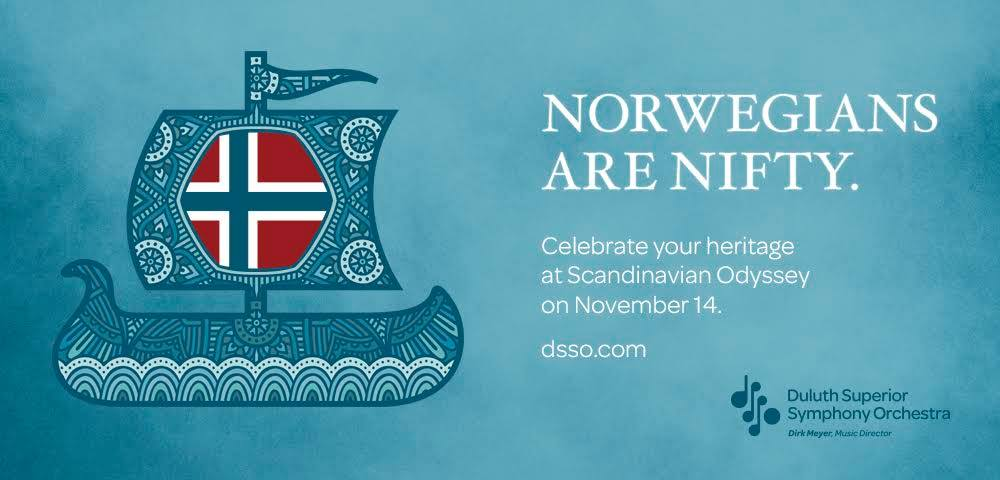 NORWEGIANS
ARE NIFTY.
Celebrate your heritage
at Scandinavian Odyssey
on November 14.
dsso.com
Duluth Superior
Symphony Orchestra
Dirk Meyer, Music Director